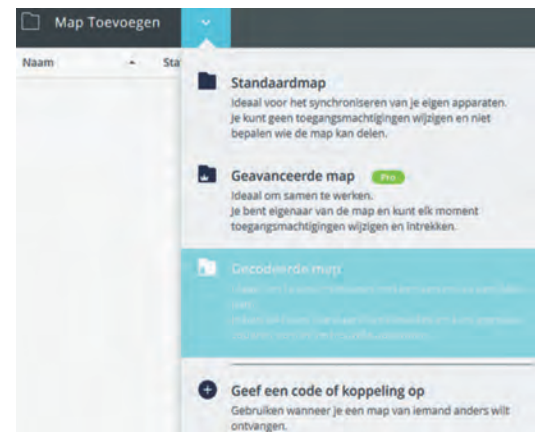 Map Toevoegen
Naam
Sta
Standaardmap
Ideaal voor het synchroniseren van je eigen apparaten.
Je kunt geen toegangsmachtigingen wijzigen en niet
bepalen wie de map kan delen.
Geavanceerde map Pro
Ideaal om samen te werken.
Je bent eigenaar van de map en kunt elk moment
toegangsmachtigingen wijzigen en intrekken.
Gecodeerde map
Geef een code of koppeling op
Gebruiken wanneer je een map van iemand anders wilt
ontvangen.